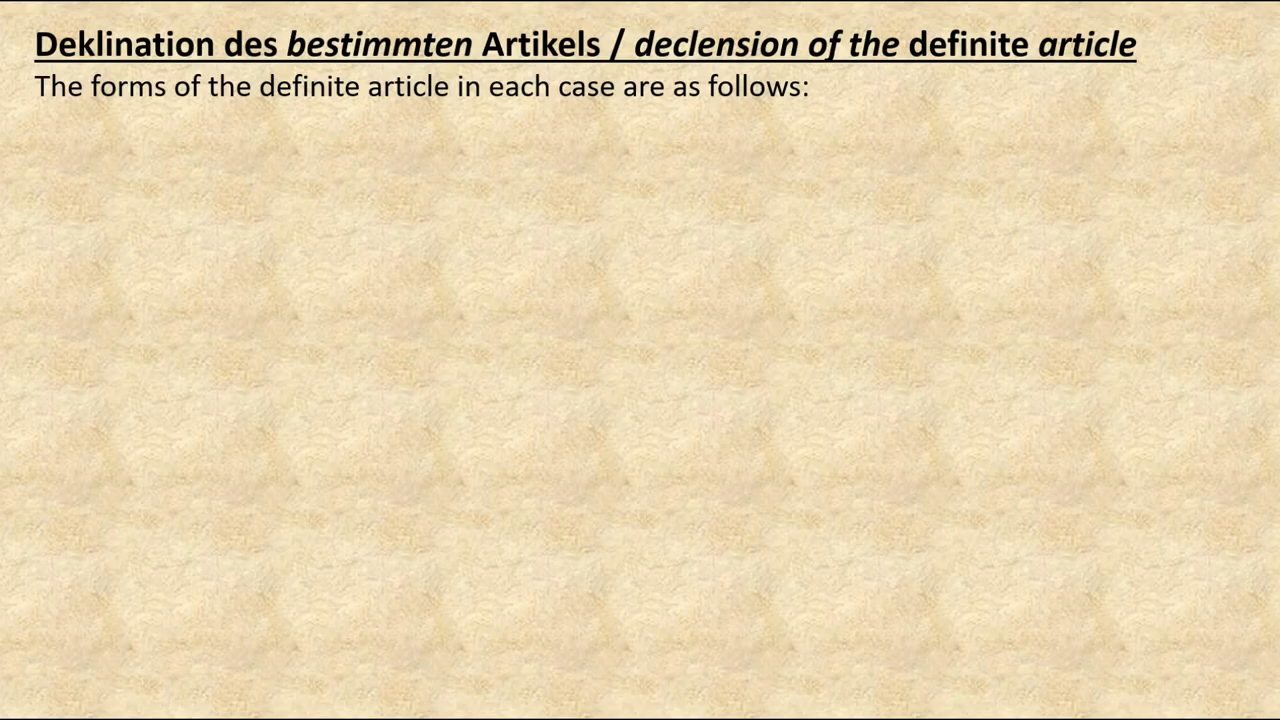 Deklination des bestimmten Artikels / declension of the definite article
The forms of the definite article in each case are as follows: